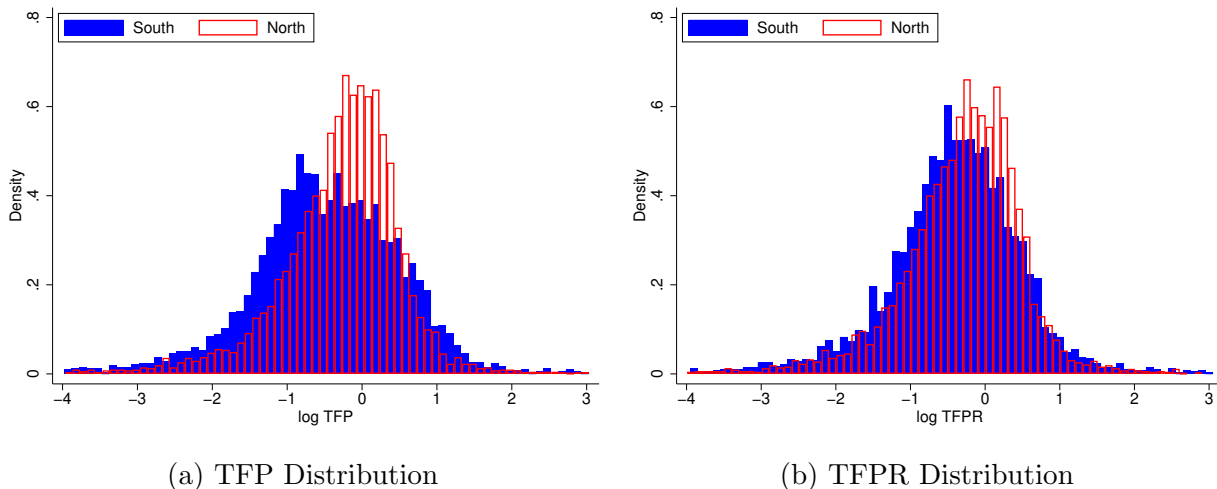 South North
Density
0 .2 .4 .6 .8
−4 −3 −2 −1 0 1 2 3
log TFP
(a) TFP Distribution
South North
Density
0 .2 .4 .6 .8
−4 −3 −2 −1 0 1 2 3
log TFPR
(b) TFPR Distribution